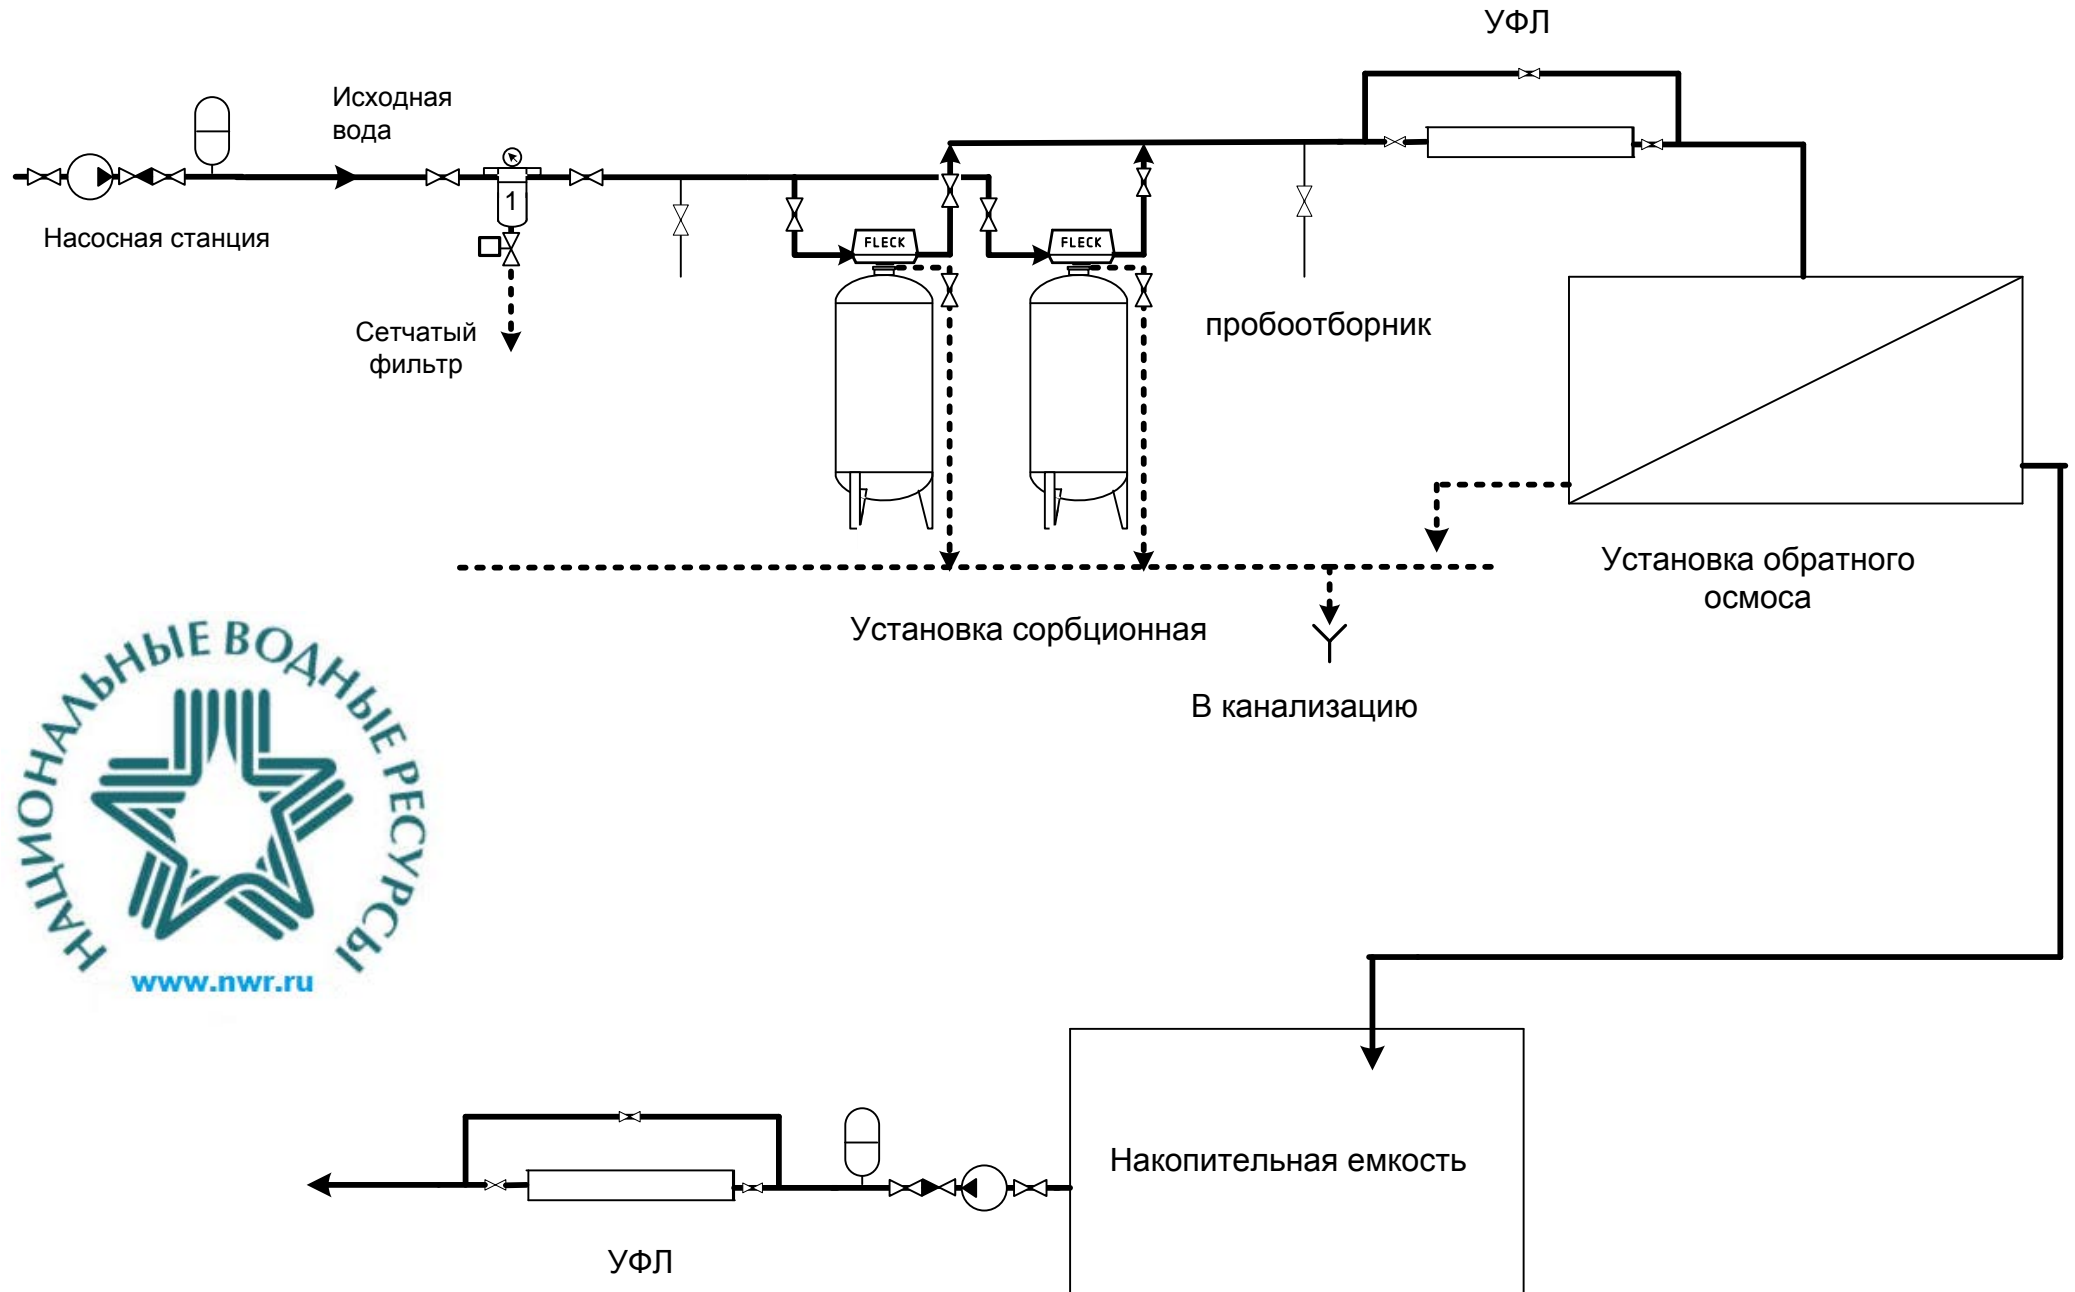 УФЛ
Исходная
вода
1
Насосная станция
FLECK
FLECK
Сетчатый
фильтр
пробоотборник
Установка обратного
осмоса
Установка сорбционная
В канализацию
НАЦИОНАЛЬНЫЕ ВОДНЫЕ РЕСУРСЫ
www.nwr.ru
Накопительная емкость
УФЛ